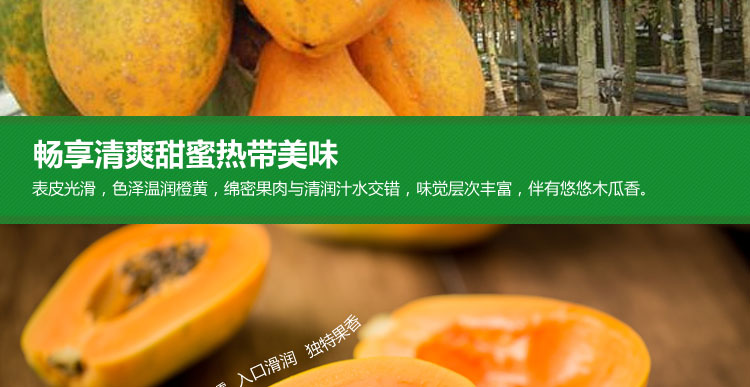 畅享清爽甜蜜热带美味
表皮光滑，色泽温润橙黄，绵密果肉与清润汁水交错，味觉层次丰富，伴有悠悠木瓜香。
入口滑润 独特果香